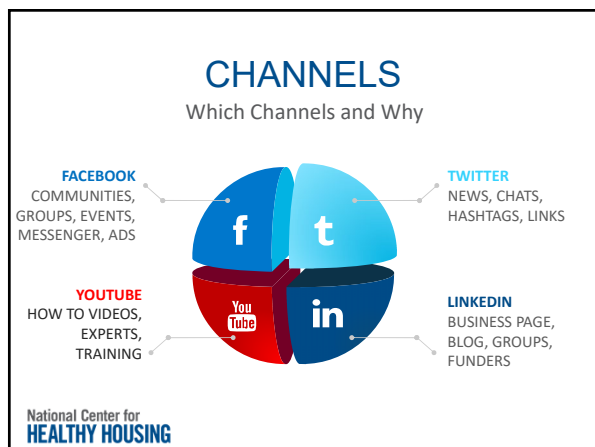 CHANNELS
Which Channels and Why
FACEBOOK
COMMUNITIES,
GROUPS, EVENTS,
MESSENGER, ADS
TWITTER
NEWS, CHATS,
HASHTAGS, LINKS
f
t
You
Tube
in
YOUTUBE
HOW TO VIDEOS,
EXPERTS,
TRAINING
LINKEDIN
BUSINESS PAGE,
BLOG, GROUPS,
FUNDERS
National Center for
HEALTHY HOUSING